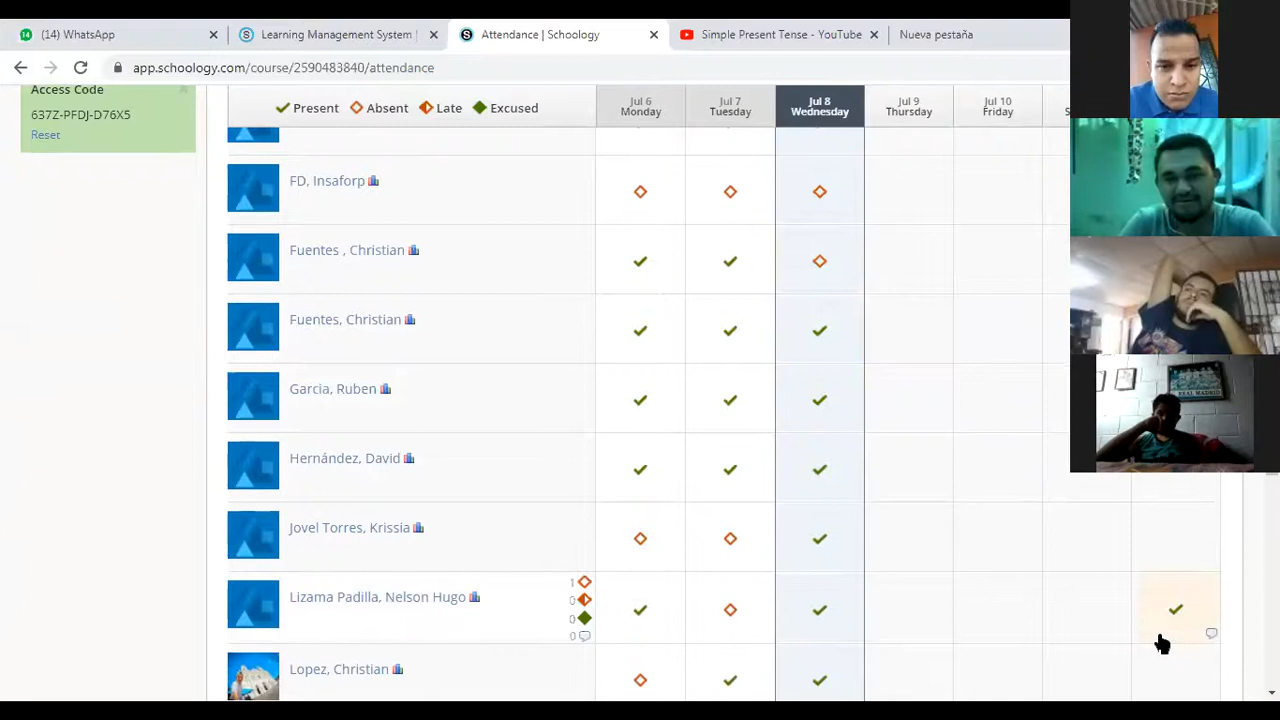 (14) WhatsApp
Learning Management System |
Attendance | Schoology
Simple Present Tense - YouTube
Nueva pestaña
app.schoology.com/course/2590483840/attendance
Access Code
637Z-PFDJ-D76X5
Reset
Present Absent Late Excused
Jul 6 Monday
Jul 7 Tuesday
Jul 8 Wednesday
Jul 9 Thursday
Jul 10 Friday
FD, Insaforp
Fuentes , Christian
Fuentes, Christian
Garcia, Ruben
Hernández, David
Jovel Torres, Krissia
Lizama Padilla, Nelson Hugo
1
0
0
0
Lopez, Christian
REAL MADRID